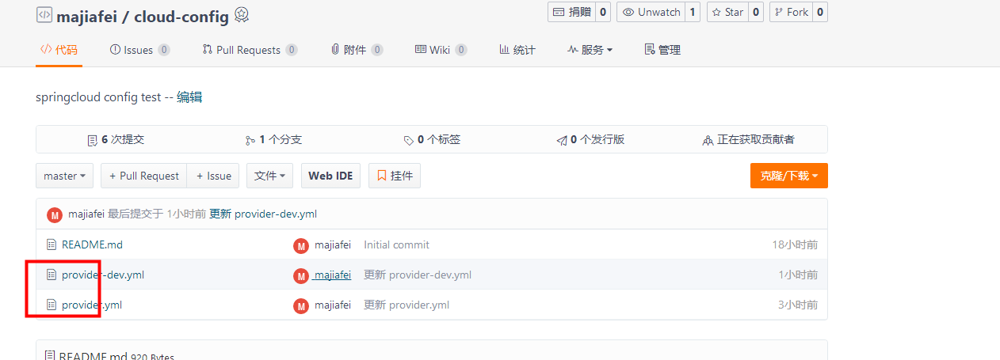 majiafei / cloud-config
捐赠 0 Unwatch 1 Star 0 Fork 0
代码 Issues 0 Pull Requests 0 附件 0 Wiki 0 统计 服务 管理
springcloud config test -- 编辑
6 次提交 1 个分支 0 个标签 0 个发行版 正在获取贡献者
master + Pull Request + Issue 文件 Web IDE 挂件 克隆/下载
M majiafei 最后提交于 1小时前 更新 provider-dev.yml
README.md M majiafei Initial commit 18小时前
provider-dev.yml M majiafei 更新 provider-dev.yml 1小时前
provider.yml M majiafei 更新 provider.yml 3小时前
README.md 920 Bytes